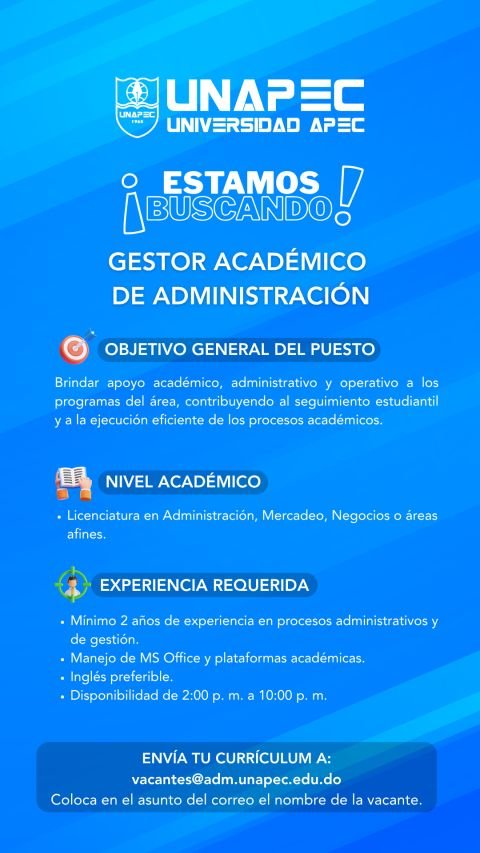 UNAPEC
1965
UNAPEC
UNIVERSIDAD APEC
¡ESTAMOS
BUSCANDO!
GESTOR ACADÉMICO
DE ADMINISTRACIÓN
OBJETIVO GENERAL DEL PUESTO
Brindar apoyo académico, administrativo y operativo a los
programas del área, contribuyendo al seguimiento estudiantil
y a la ejecución eficiente de los procesos académicos.
NIVEL ACADÉMICO
• Licenciatura en Administración, Mercadeo, Negocios o áreas
afines.
EXPERIENCIA REQUERIDA
• Mínimo 2 años de experiencia en procesos administrativos y
de gestión.
• Manejo de MS Office y plataformas académicas.
• Inglés preferible.
• Disponibilidad de 2:00 p. m. a 10:00 p. m.
ENVÍA TU CURRÍCULUM A:
vacantes@adm.unapec.edu.do
Coloca en el asunto del correo el nombre de la vacante.